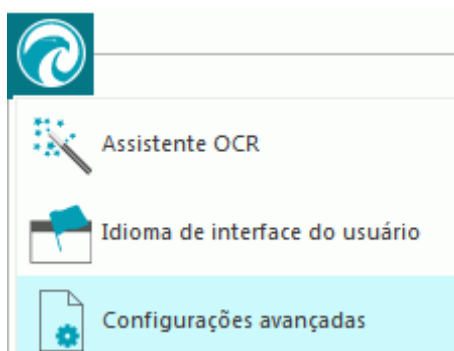 Assistente OCR
Idioma de interface do usuário
Configurações avançadas